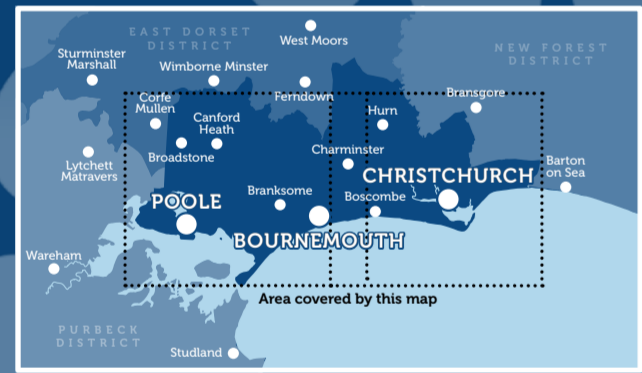 EAST DORSET
DISTRICT
West Moors
NEW FOREST
DISTRICT
Sturminster
Marshall
Wimborne Minster
Ferndown
Bransgore
Corfe
Mullen
Canford
Heath
Hurn
Broadstone
Charminster
Lytchett
Matravers
Barton
on Sea
CHRISTCHURCH
Branksome
Boscombe
POOLE
BOURNEMOUTH
Wareham
Area covered by this map
PURBECK
DISTRICT
Studland